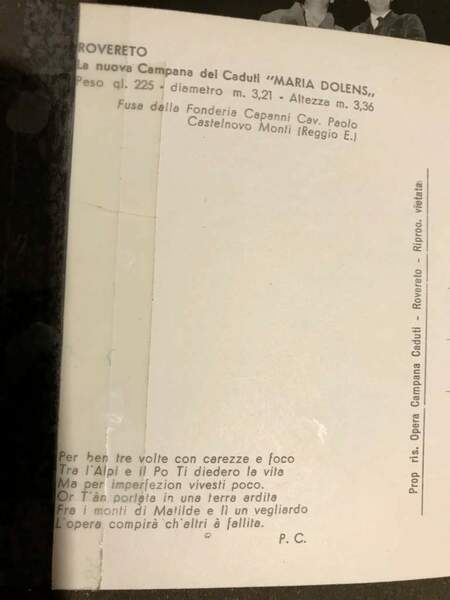 ROVERETO
La nuova Campana dei Caduti "MARIA DOLENS„
Peso ql. 225 - diametro m. 3,21 - Altezza m. 3,36
Fusa dalla Fonderia Capanni Cav. Paolo
Castelnovo Monti (Reggio E.)
Prop ris. Opera Campana Caduti - Rovereto - Riproc. vietata
Per ben tre volte con carezze e foco
Tra l'Alpi e il Po Ti diedero la vita
Ma per imperfezion vivesti poco.
Or T'àn portata in una terra ardita
Fra i monti di Matilde e lì un vegliardo
L'opera compirà ch'altri à fallita.
P. C.